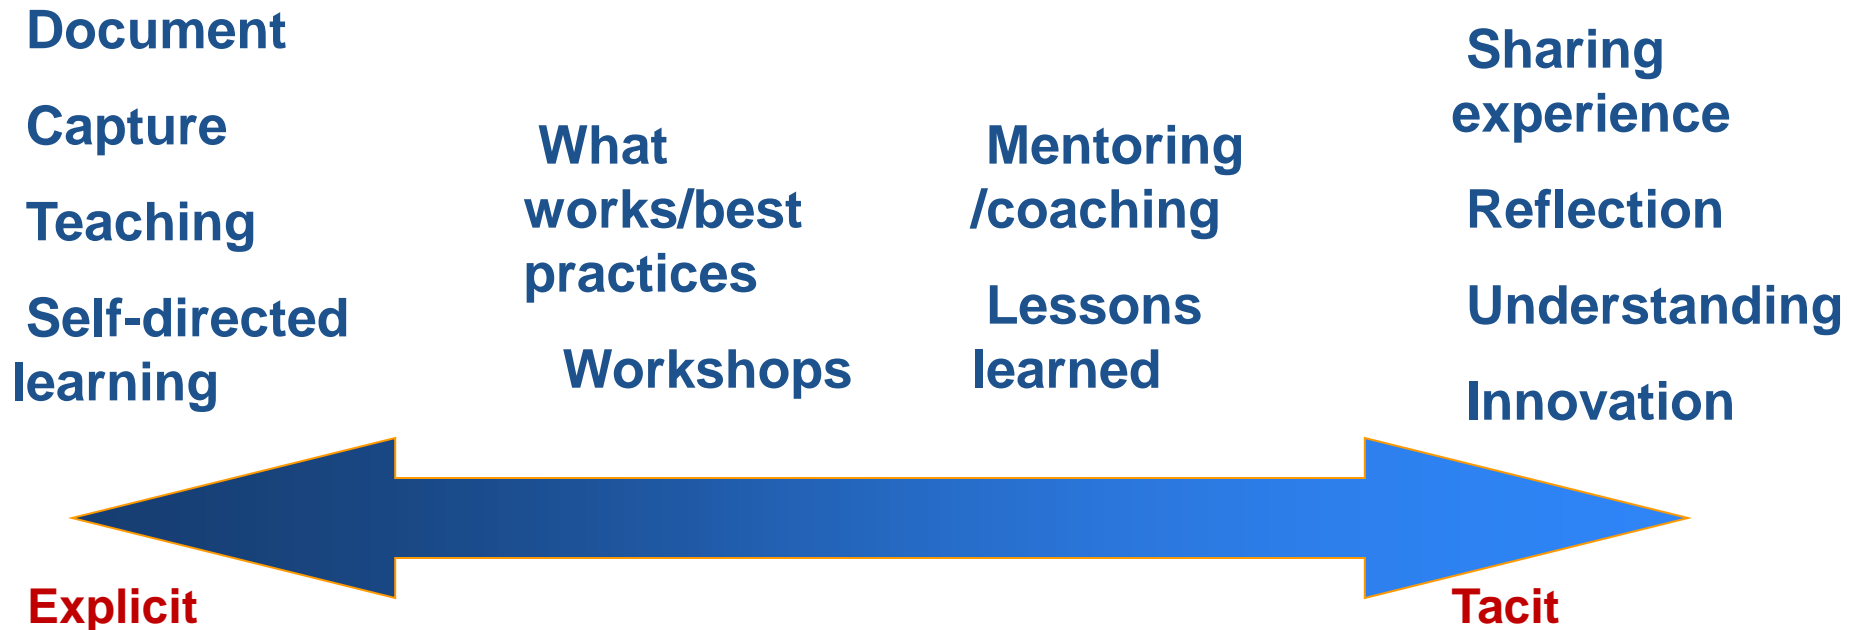 Document
Capture
Teaching
Self-directed
learning
What
works/best
practices
Workshops
Mentoring
/coaching
Lessons
learned
Sharing
experience
Reflection
Understanding
Innovation
Explicit
Tacit